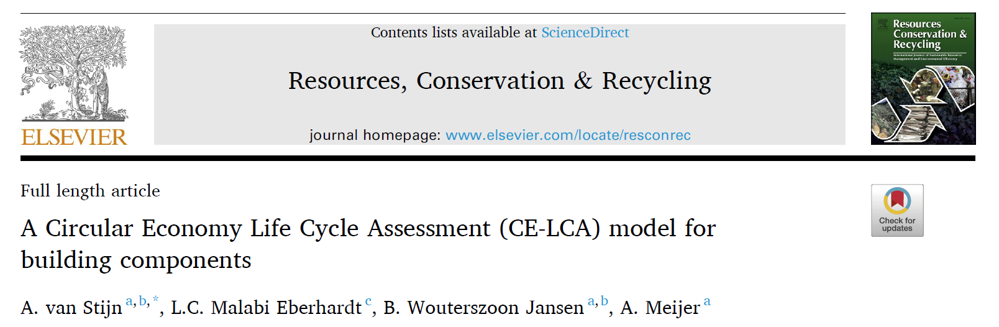 Contents lists available at ScienceDirect
Resources, Conservation & Recycling
journal homepage: www.elsevier.com/locate/resconrec
NON SOLUS
ELSEVIER
Resources
Conservation &
Recycling
International Journal of Sustainable Resource
Management and Environmental Efficiency
Full length article
Check for
updates
A Circular Economy Life Cycle Assessment (CE-LCA) model for
building components
A. van Stijn a,b,*, L.C. Malabi Eberhardt c, B. Wouterszoon Jansen a,b, A. Meijer a